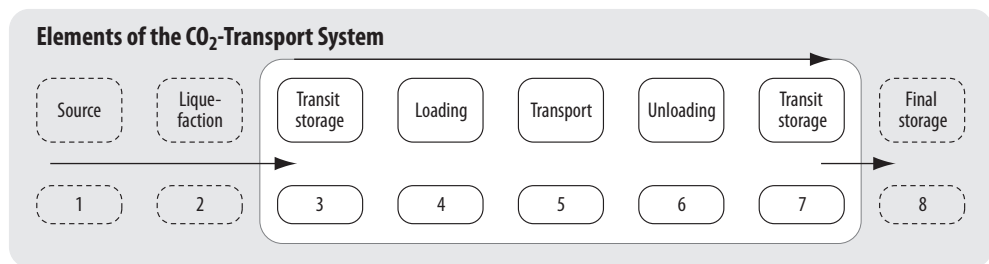 Elements of the CO₂-Transport System
Source
Lique-
faction
Transit
storage
Loading
Transport
Unloading
Transit
storage
Final
storage
1
2
3
4
5
6
7
8